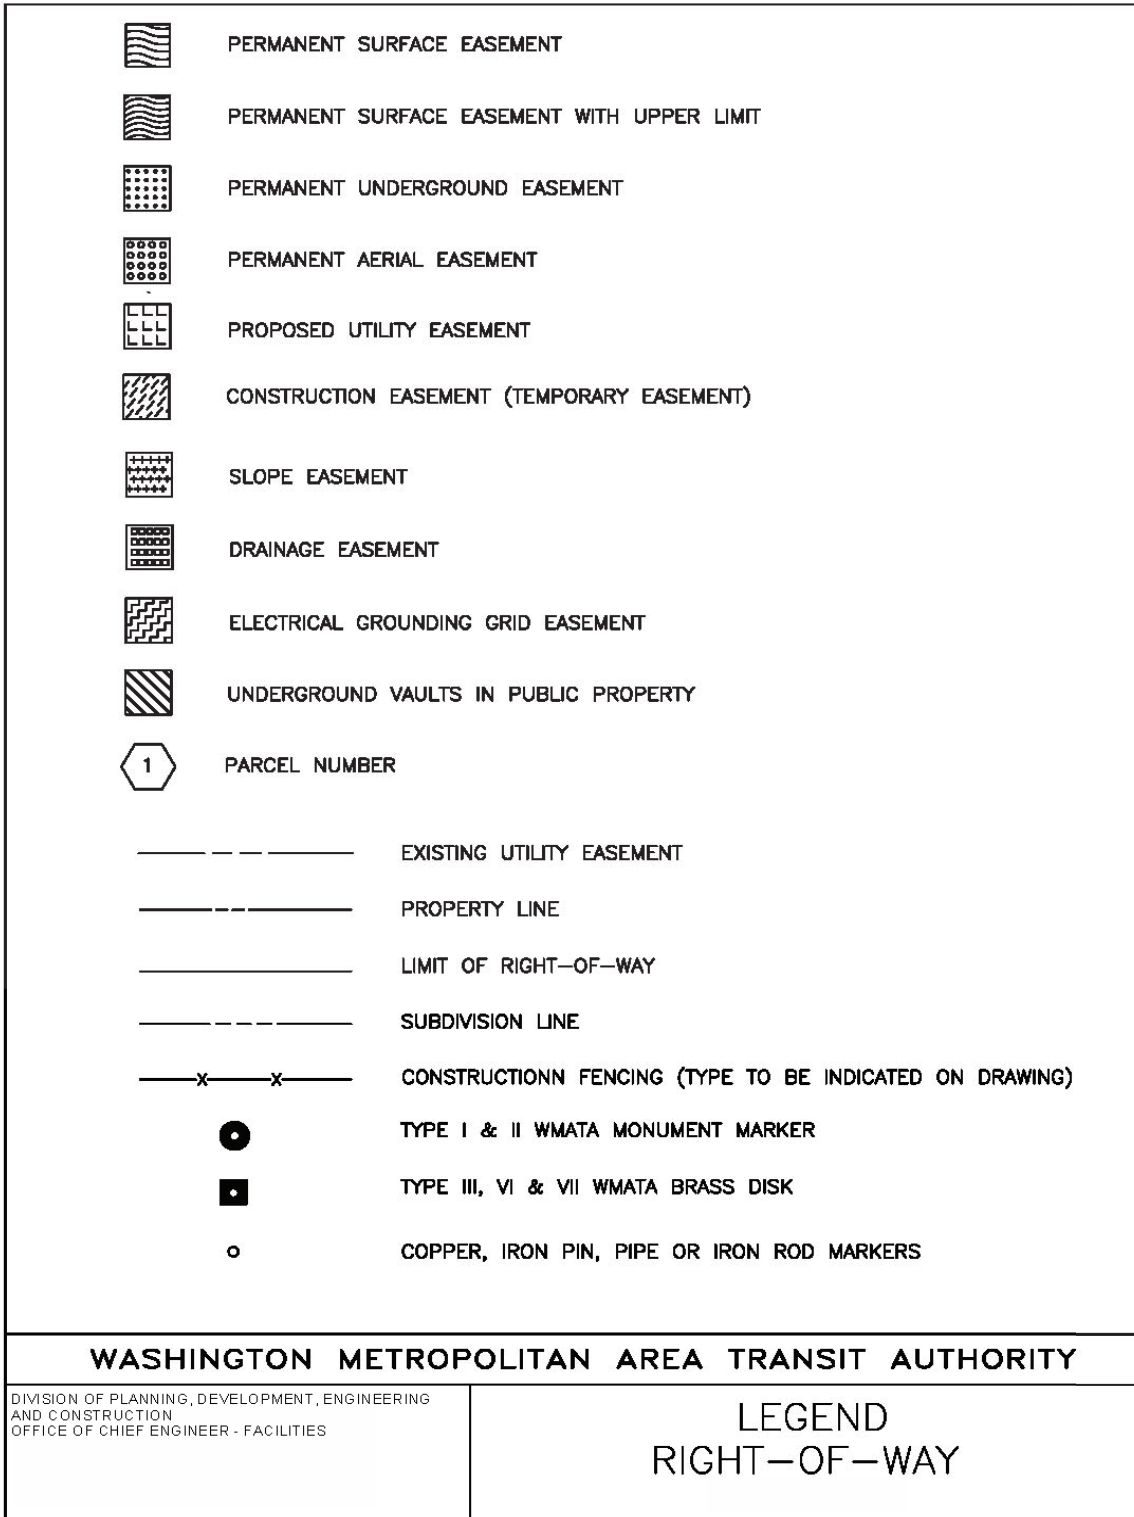 PERMANENT SURFACE EASEMENT
PERMANENT SURFACE EASEMENT WITH UPPER LIMIT
PERMANENT UNDERGROUND EASEMENT
PERMANENT AERIAL EASEMENT
PROPOSED UTILITY EASEMENT
CONSTRUCTION EASEMENT (TEMPORARY EASEMENT)
SLOPE EASEMENT
DRAINAGE EASEMENT
ELECTRICAL GROUNDING GRID EASEMENT
UNDERGROUND VAULTS IN PUBLIC PROPERTY
1 PARCEL NUMBER
EXISTING UTILITY EASEMENT
PROPERTY LINE
LIMIT OF RIGHT-OF-WAY
SUBDIVISION LINE
X X CONSTRUCTIONN FENCING (TYPE TO BE INDICATED ON DRAWING)
TYPE I & II WMATA MONUMENT MARKER
TYPE III, VI & VII WMATA BRASS DISK
COPPER, IRON PIN, PIPE OR IRON ROD MARKERS
WASHINGTON METROPOLITAN AREA TRANSIT AUTHORITY
DIVISION OF PLANNING, DEVELOPMENT, ENGINEERING
AND CONSTRUCTION
OFFICE OF CHIEF ENGINEER - FACILITIES
LEGEND
RIGHT-OF-WAY